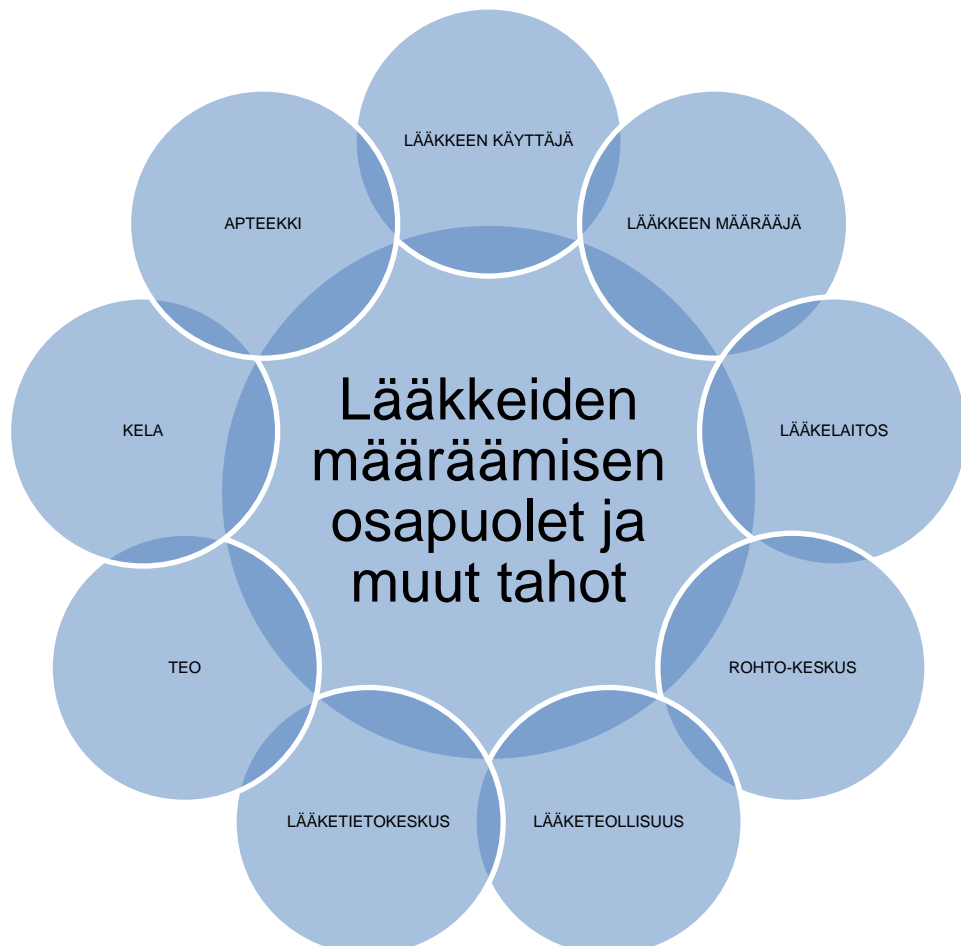 LÄÄKKEEN KÄYTTÄJÄ
APTEEKKI
LÄÄKKEEN MÄÄRÄÄJÄ
Lääkkeiden
määräämisen
osapuolet ja
muut tahot
KELA
LÄÄKELAITOS
TEO
ROHTO-KESKUS
LÄÄKETIETOKESKUS
LÄÄKETEOLLISUUS